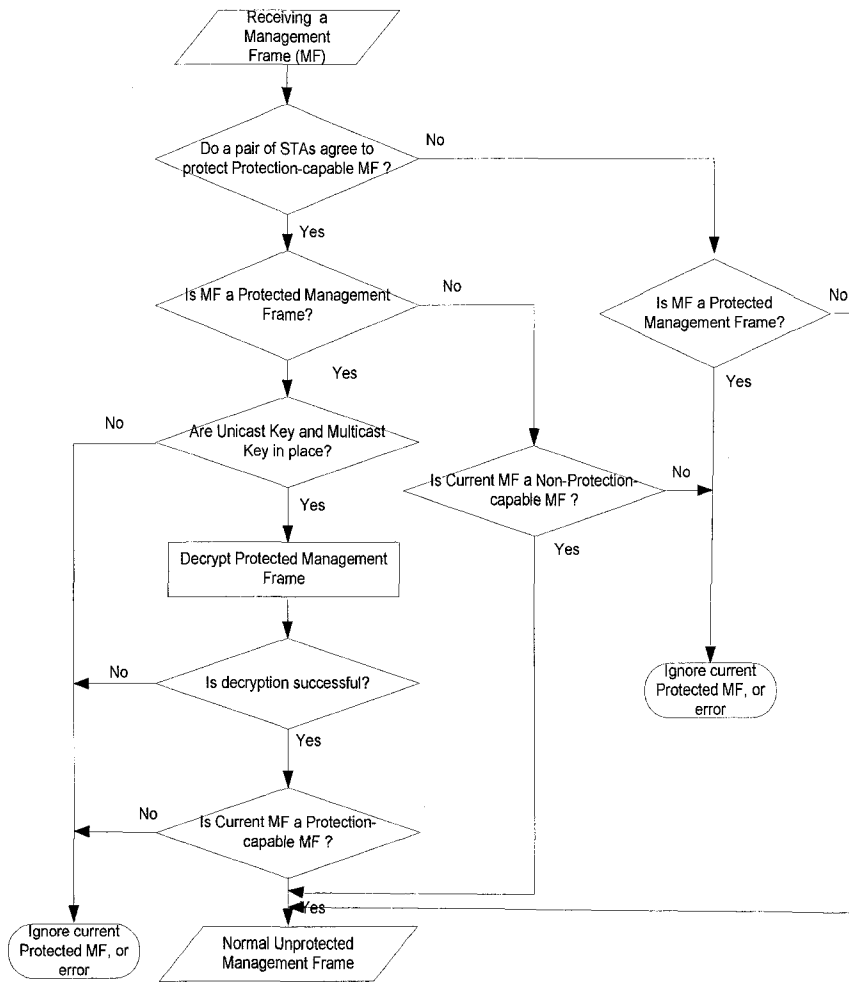 Receiving a
Management
Frame (MF)
Do a pair of STAs agree to
protect Protection-capable MF ?
No
Yes
Is MF a Protected Management
Frame?
No
Is MF a Protected
Management Frame?
No
Yes
Yes
Are Unicast Key and Multicast
Key in place?
No
Is Current MF a Non-Protection-
capable MF ?
No
Yes
Yes
Decrypt Protected Management
Frame
Is decryption successful?
No
Yes
Ignore current
Protected MF, or
error
Is Current MF a Protection-
capable MF ?
No
Yes
Ignore current
Protected MF, or
error
Normal Unprotected
Management Frame